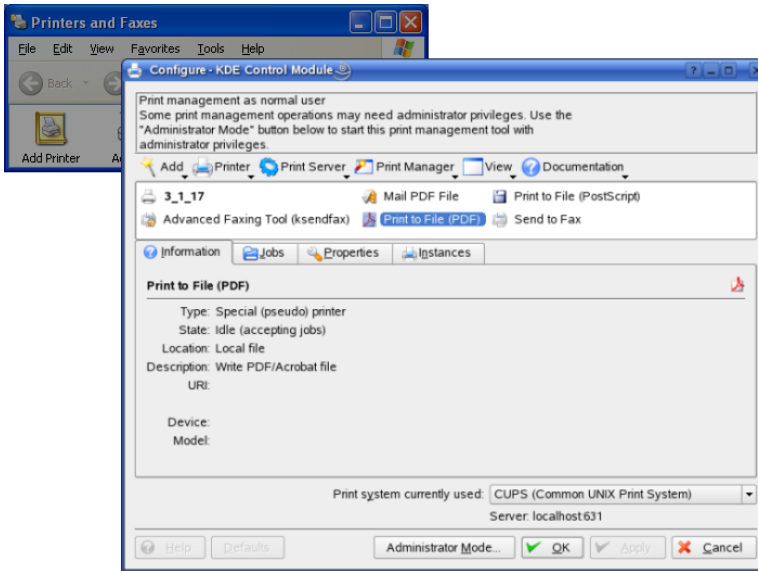 Printers and Faxes
File Edit View Favorites Tools Help
Back
Add Printer
Configure - KDE Control Module
Print management as normal user
Some print management operations may need administrator privileges. Use the
"Administrator Mode" button below to start this print management tool with
administrator privileges.
Add Printer Print Server Print Manager View Documentation
3_1_17 Mail PDF File Print to File (PostScript)
Advanced Faxing Tool (ksendfax) Print to File (PDF) Send to Fax
Information Jobs Properties Instances
Print to File (PDF)
Type: Special (pseudo) printer
State: Idle (accepting jobs)
Location: Local file
Description: Write PDF/Acrobat file
URI:
Device:
Model:
Print system currently used: CUPS (Common UNIX Print System)
Server: localhost:631
Help Defaults Administrator Mode... OK Apply Cancel